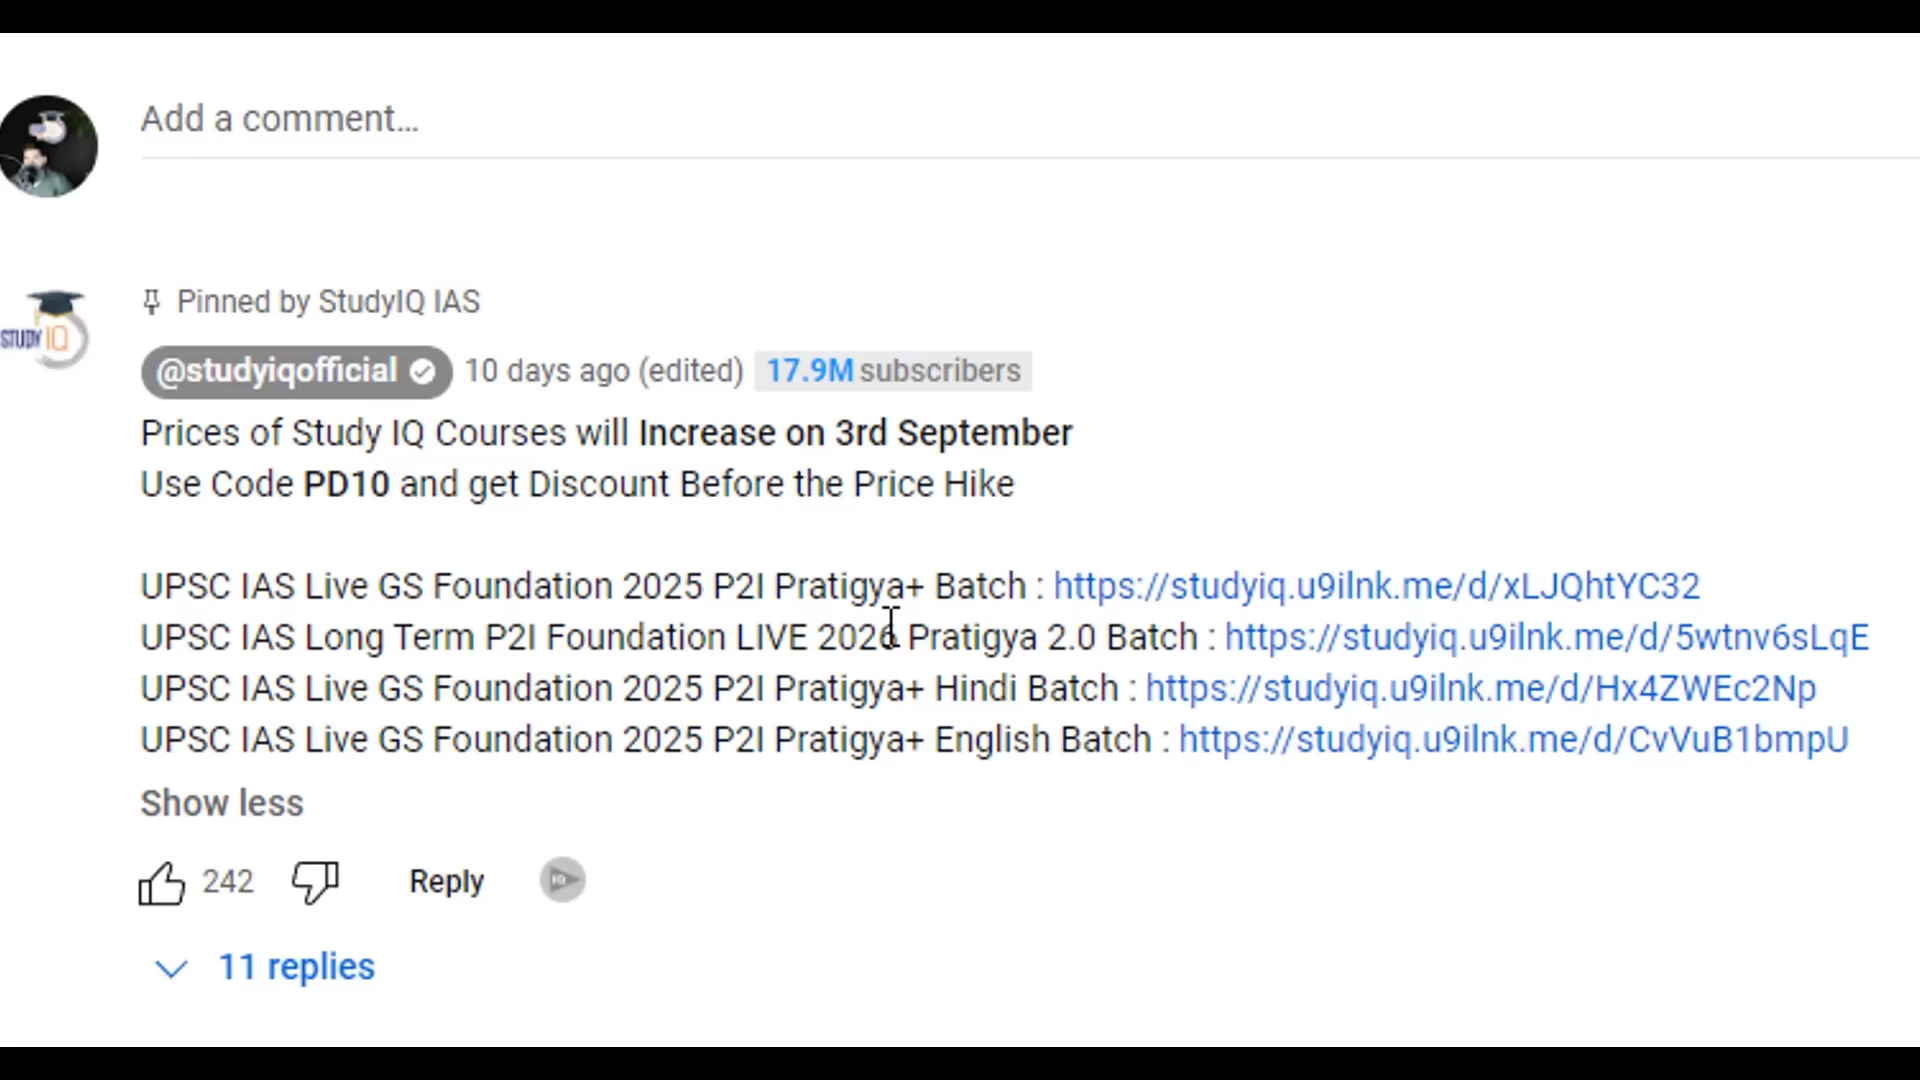 Add a comment...
Pinned by StudyIQ IAS
STUDY IQ
@studyiqofficial 10 days ago (edited) 17.9M subscribers
Prices of Study IQ Courses will Increase on 3rd September
Use Code PD10 and get Discount Before the Price Hike
UPSC IAS Live GS Foundation 2025 P2I Pratigya+ Batch : https://studyiq.u9ilnk.me/d/xLJQhtYC32
UPSC IAS Long Term P2I Foundation LIVE 2026 Pratigya 2.0 Batch : https://studyiq.u9ilnk.me/d/5wtnv6sLqE
UPSC IAS Live GS Foundation 2025 P2I Pratigya+ Hindi Batch : https://studyiq.u9ilnk.me/d/Hx4ZWEc2Np
UPSC IAS Live GS Foundation 2025 P2I Pratigya+ English Batch : https://studyiq.u9ilnk.me/d/CvVuB1bmpU
Show less
242 Reply
11 replies